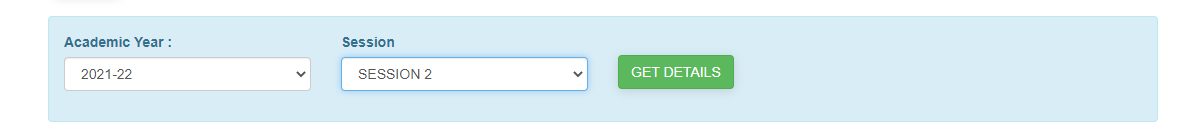 Academic Year :
Session
2021-22
SESSION 2
GET DETAILS